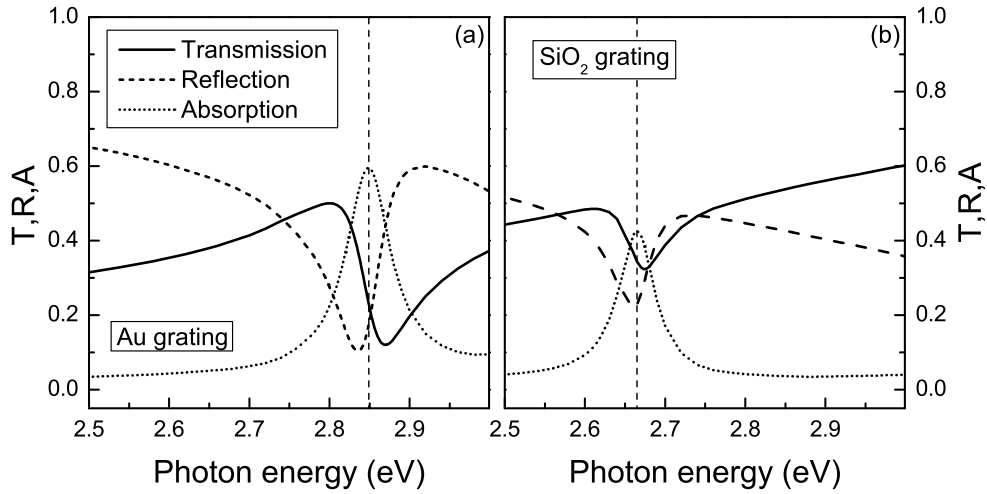 1.0
(a)
(b)
1.0
Transmission
Reflection
Absorption
SiO₂ grating
0.8
0.8
0.6
0.6
T,R,A
T,R,A
0.4
0.4
0.2
0.2
Au grating
0.0
0.0
2.5 2.6 2.7 2.8 2.9 2.5 2.6 2.7 2.8 2.9
Photon energy (eV) Photon energy (eV)